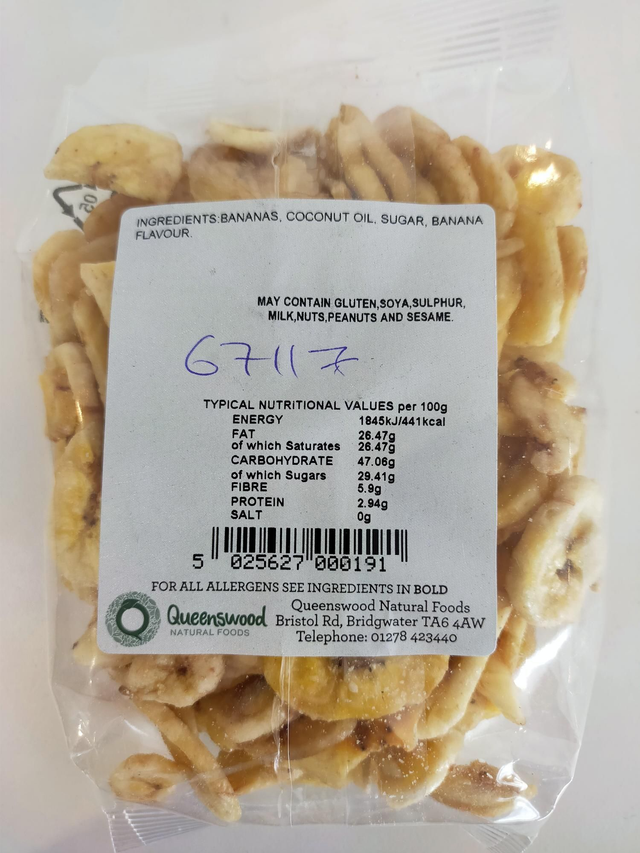 05
INGREDIENTS:BANANAS, COCONUT OIL, SUGAR, BANANA
FLAVOUR.
MAY CONTAIN GLUTEN,SOYA,SULPHUR,
MILK,NUTS,PEANUTS AND SESAME.
67117
TYPICAL NUTRITIONAL VALUES per 100g
ENERGY 1845kJ/441kcal
FAT 26.47g
of which Saturates 26.47g
CARBOHYDRATE 47.06g
of which Sugars 29.41g
FIBRE 5.9g
PROTEIN 2.94g
SALT 0g
5 025627 000191
FOR ALL ALLERGENS SEE INGREDIENTS IN BOLD
Queenswood
NATURAL FOODS
Queenswood Natural Foods
Bristol Rd, Bridgwater TA6 4AW
Telephone: 01278 423440